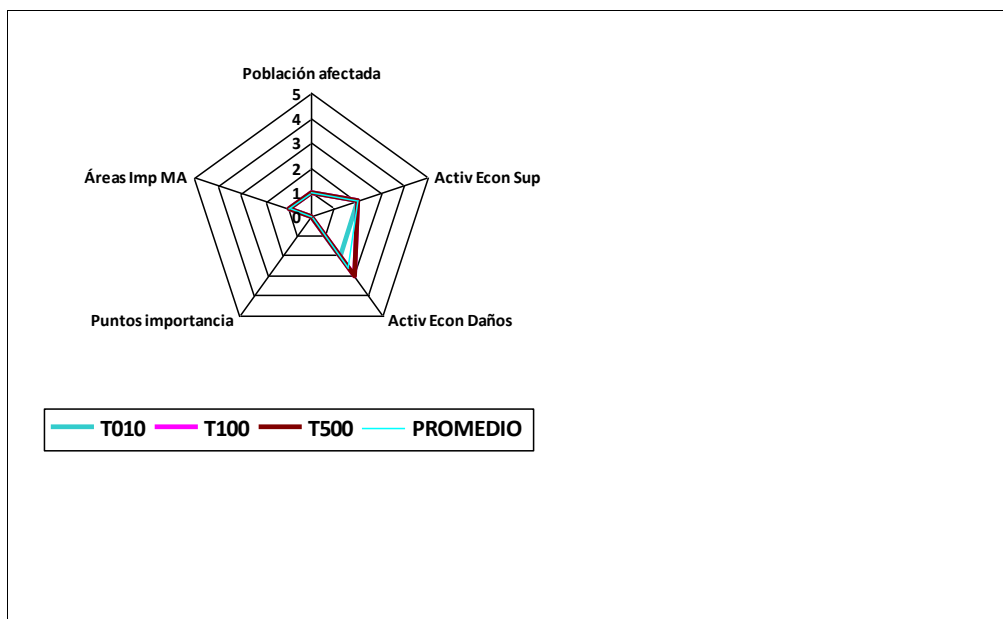 Población afectada
5
4
3
2
1
0
Áreas Imp MA
Activ Econ Sup
Puntos importancia
Activ Econ Daños
T010 T100 T500 PROMEDIO